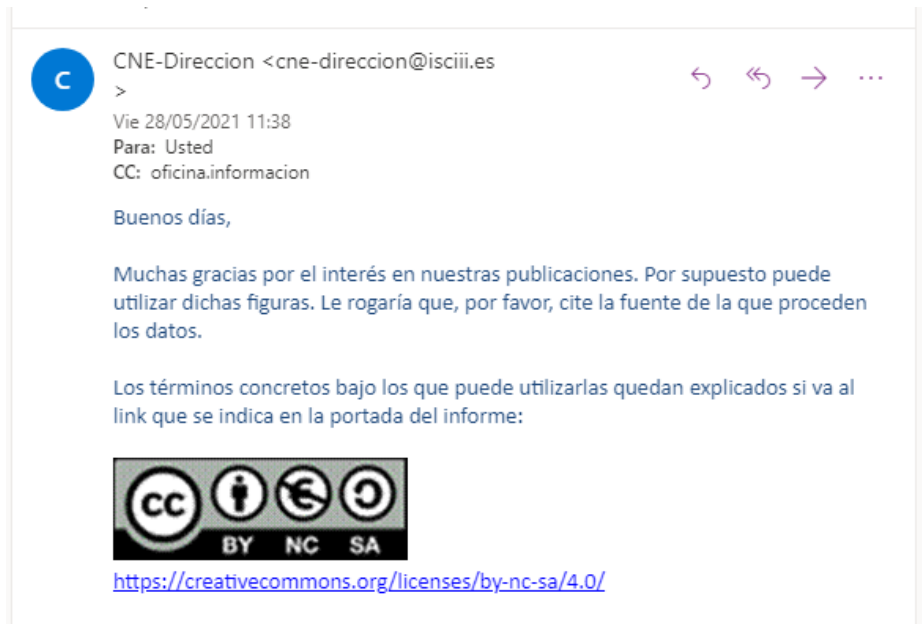 C
CNE-Direccion <cne-direccion@isciii.es
>
Vie 28/05/2021 11:38
Para: Usted
CC: oficina.informacion
Buenos días,
Muchas gracias por el interés en nuestras publicaciones. Por supuesto puede
utilizar dichas figuras. Le rogaría que, por favor, cite la fuente de la que proceden
los datos.
Los términos concretos bajo los que puede utilizarlas quedan explicados si va al
link que se indica en la portada del informe:
cc
BY NC SA
https://creativecommons.org/licenses/by-nc-sa/4.0/